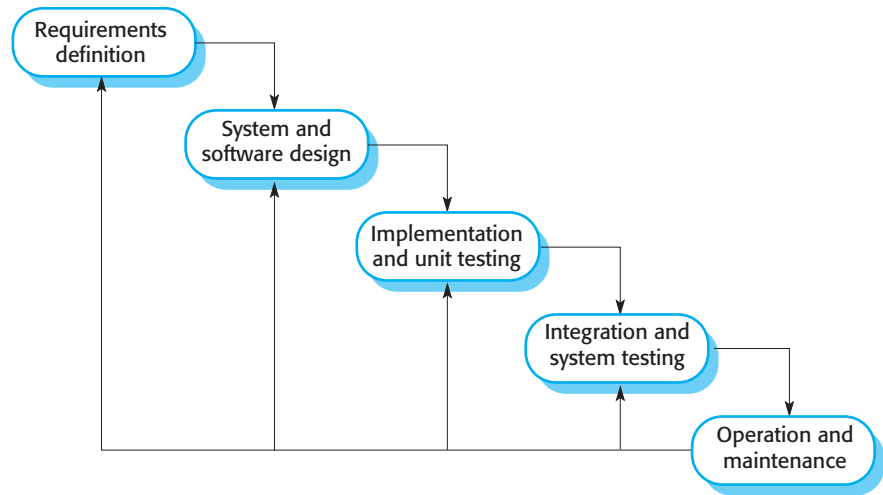 Requirements
definition
System and
software design
Implementation
and unit testing
Integration and
system testing
Operation and
maintenance